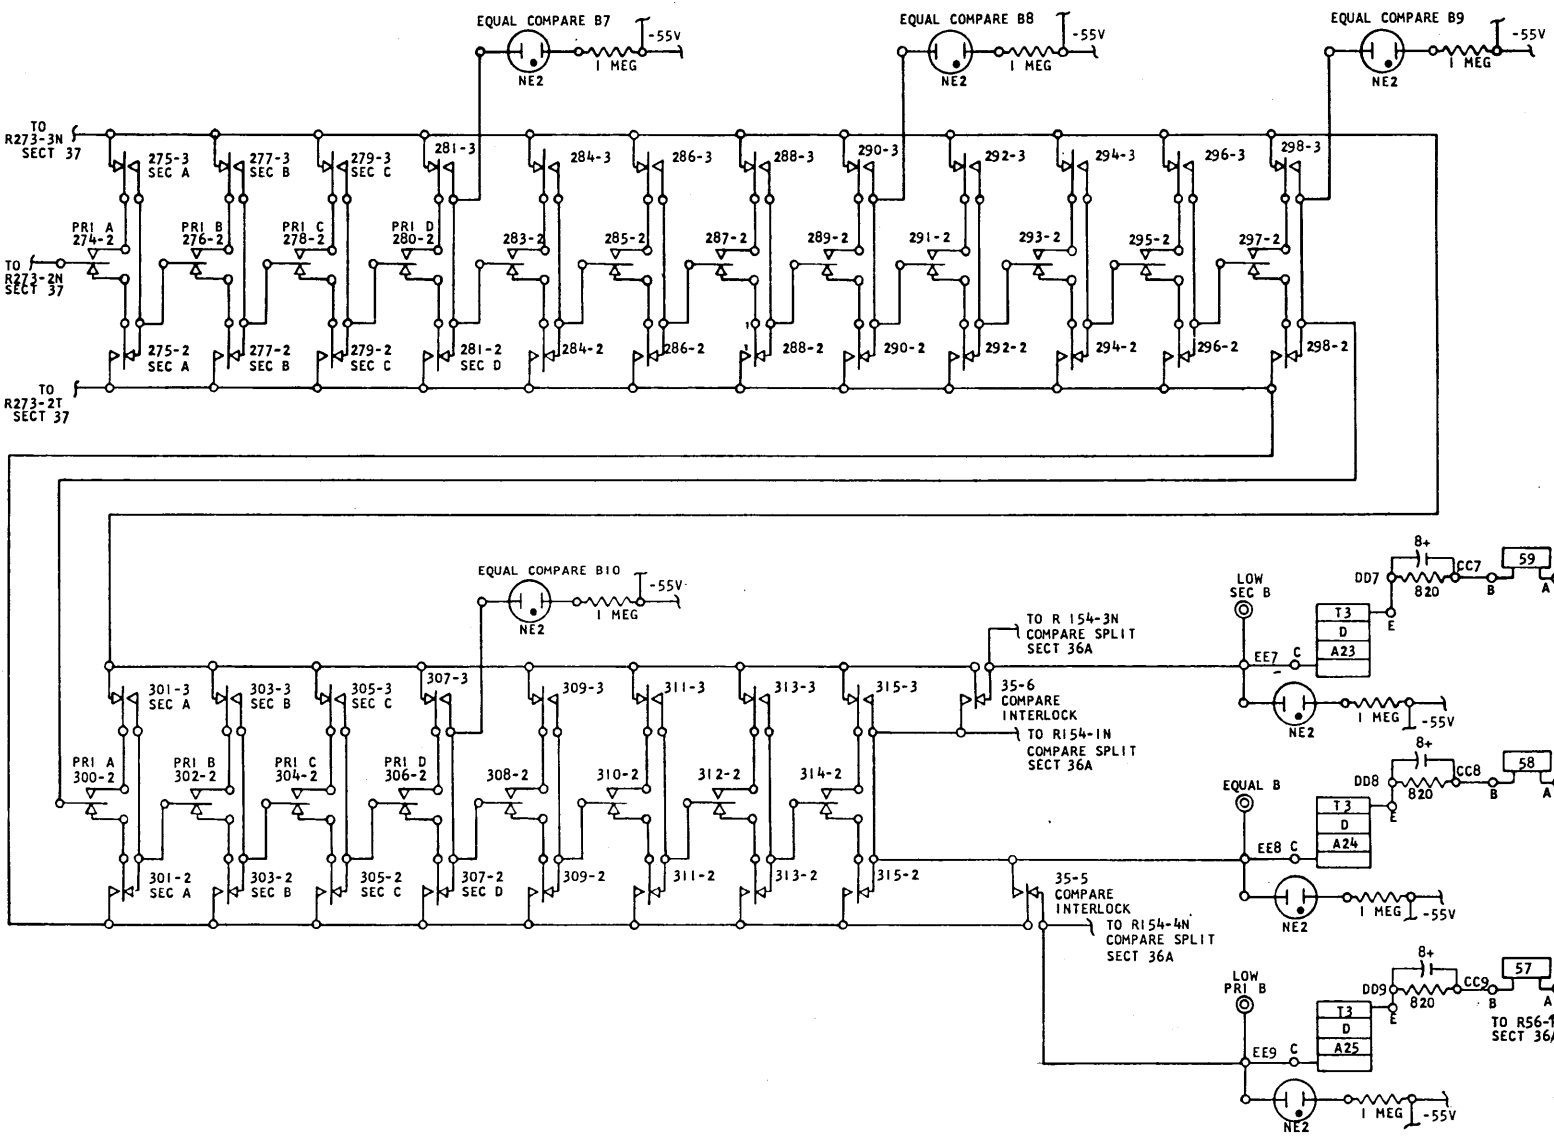 EQUAL COMPARE B7
-55V
1 MEG
NE2
EQUAL COMPARE B8
-55V
1 MEG
NE2
EQUAL COMPARE B9
-55V
1 MEG
NE2
TO
R273-3N
SECT 37
275-3
SEC A
277-3
SEC B
279-3
SEC C
281-3
284-3
286-3
288-3
290-3
292-3
294-3
296-3
298-3
PRI A
274-2
PRI B
276-2
PRI C
278-2
PRI D
280-2
283-2
285-2
287-2
289-2
291-2
293-2
295-2
297-2
TO
R273-2N
SECT 37
275-2
SEC A
277-2
SEC B
279-2
SEC C
281-2
SEC D
284-2
286-2
288-2
290-2
292-2
294-2
296-2
298-2
TO
R273-2T
SECT 37
EQUAL COMPARE B10
-55V
1 MEG
NE2
TO R 154-3N
COMPARE SPLIT
SECT 36A
LOW
SEC B
8+
DD7
820
CC7
59
B
A
T3
D
A23
E
EE7
C
NE2
1 MEG
-55V
301-3
SEC A
303-3
SEC B
305-3
SEC C
307-3
309-3
311-3
313-3
315-3
35-6
COMPARE
INTERLOCK
TO R154-1N
COMPARE SPLIT
SECT 36A
PRI A
300-2
PRI B
302-2
PRI C
304-2
PRI D
306-2
308-2
310-2
312-2
314-2
EQUAL B
8+
DD8
820
CC8
58
B
A
T3
D
A24
E
EE8
C
NE2
1 MEG
-55V
301-2
SEC A
303-2
SEC B
305-2
SEC C
307-2
SEC D
309-2
311-2
313-2
315-2
35-5
COMPARE
INTERLOCK
TO R154-4N
COMPARE SPLIT
SECT 36A
LOW
PRI B
8+
DD9
820
CC9
57
B
A
TO R56-
SECT 36
T3
D
A25
E
EE9
C
NE2
1 MEG
-55V